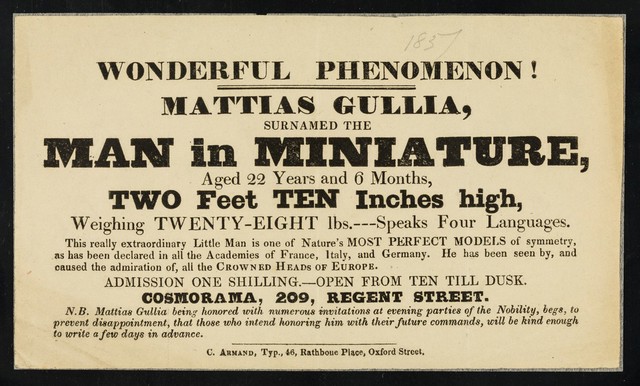 1837
WONDERFUL PHENOMENON!
MATTIAS GULLIA,
SURNAMED THE
MAN in MINIATURE,
Aged 22 Years and 6 Months,
TWO Feet TEN Inches high,
Weighing TWENTY-EIGHT lbs.---Speaks Four Languages.
This really extraordinary Little Man is one of Nature's MOST PERFECT MODELS of symmetry,
as has been declared in all the Academies of France, Italy, and Germany. He has been seen by, and
caused the admiration of, all the CROWNED HEADS OF EUROPE.
ADMISSION ONE SHILLING.—OPEN FROM TEN TILL DUSK.
COSMORAMA, 209, REGENT STREET.
N.B. Mattias Gullia being honored with numerous invitations at evening parties of the Nobility, begs, to
prevent disappointment, that those who intend honoring him with their future commands, will be kind enough
to write a few days in advance.
C. ARMAND, Typ., 46, Rathbone Place, Oxford Street.